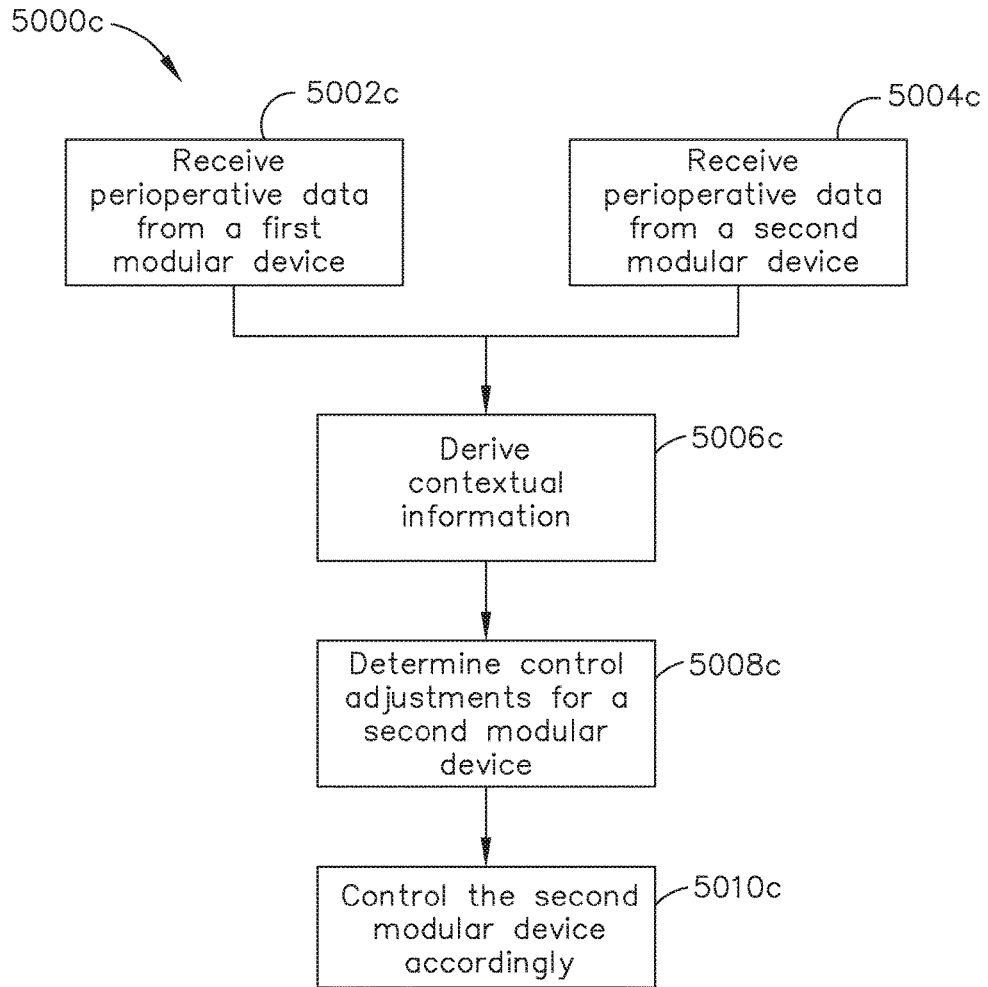 5000c
5002c
Receive
perioperative data
from a first
modular device
5004c
Receive
perioperative data
from a second
modular device
5006c
Derive
contextual
information
5008c
Determine control
adjustments for a
second modular
device
5010c
Control the second
modular device
accordingly